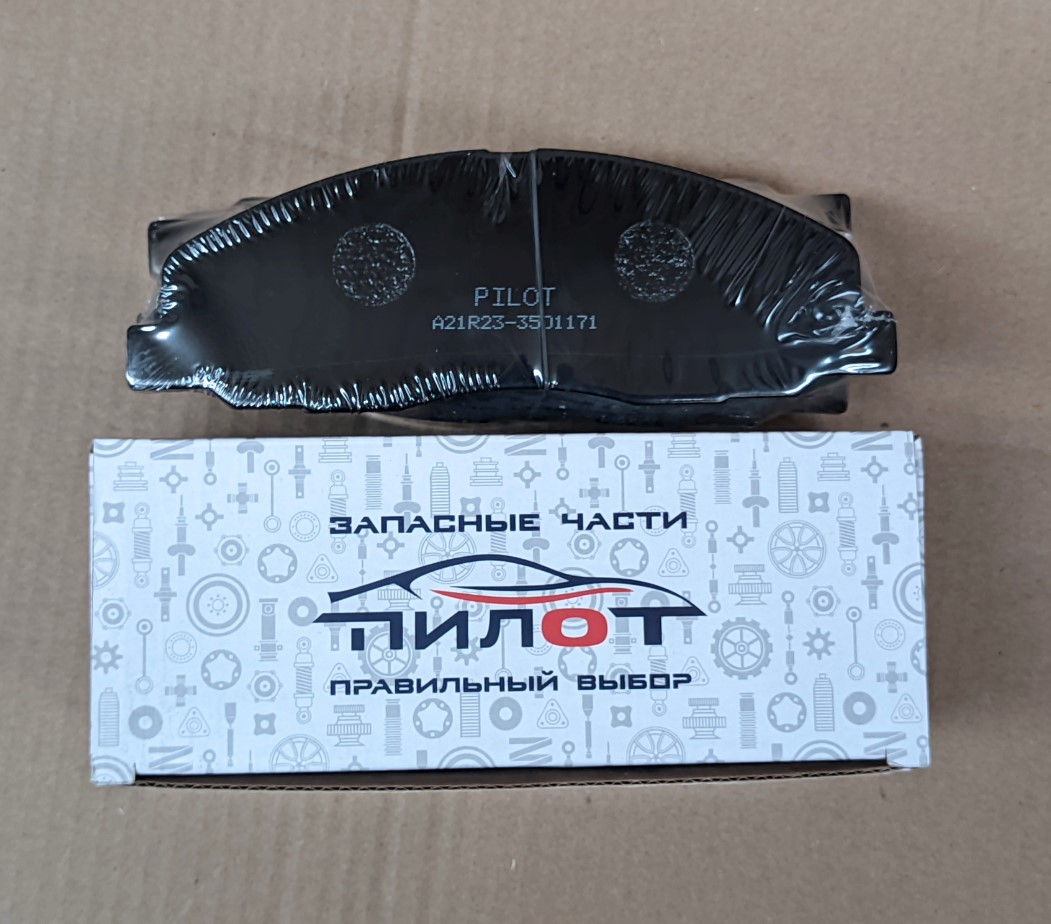 PILOT
A21R23-3501171
ЗАПАСНЫЕ ЧАСТИ
ПИЛОТ
ПРАВИЛЬНЫЙ ВЫБОР